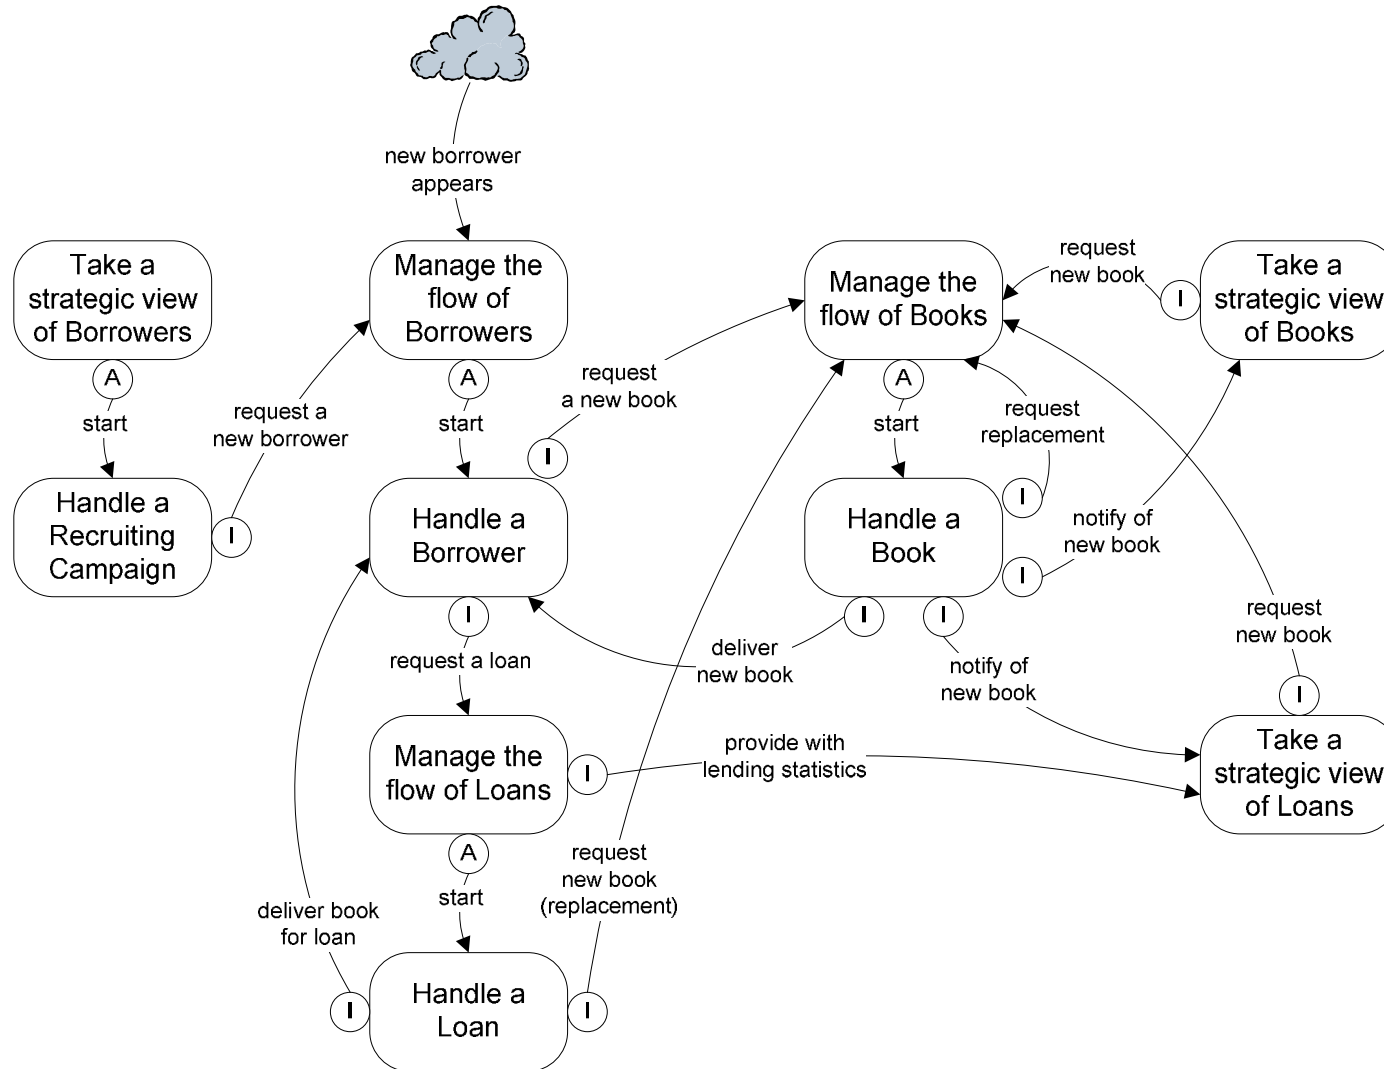 new borrower
appears
Take a
strategic view
of Borrowers
A
start
Handle a
Recruiting
Campaign
I
request a
new borrower
Manage the
flow of
Borrowers
A
start
I
request
a new book
Handle a
Borrower
I
request a loan
Manage the
flow of Loans
I
provide with
lending statistics
A
start
Handle a
Loan
I
deliver book
for loan
I
request
new book
(replacement)
Manage the
flow of Books
A
start
Handle a
Book
I
request
replacement
I
notify of
new book
I
deliver
new book
I
notify of
new book
Take a
strategic view
of Books
I
request
new book
Take a
strategic view
of Loans
I
request
new book